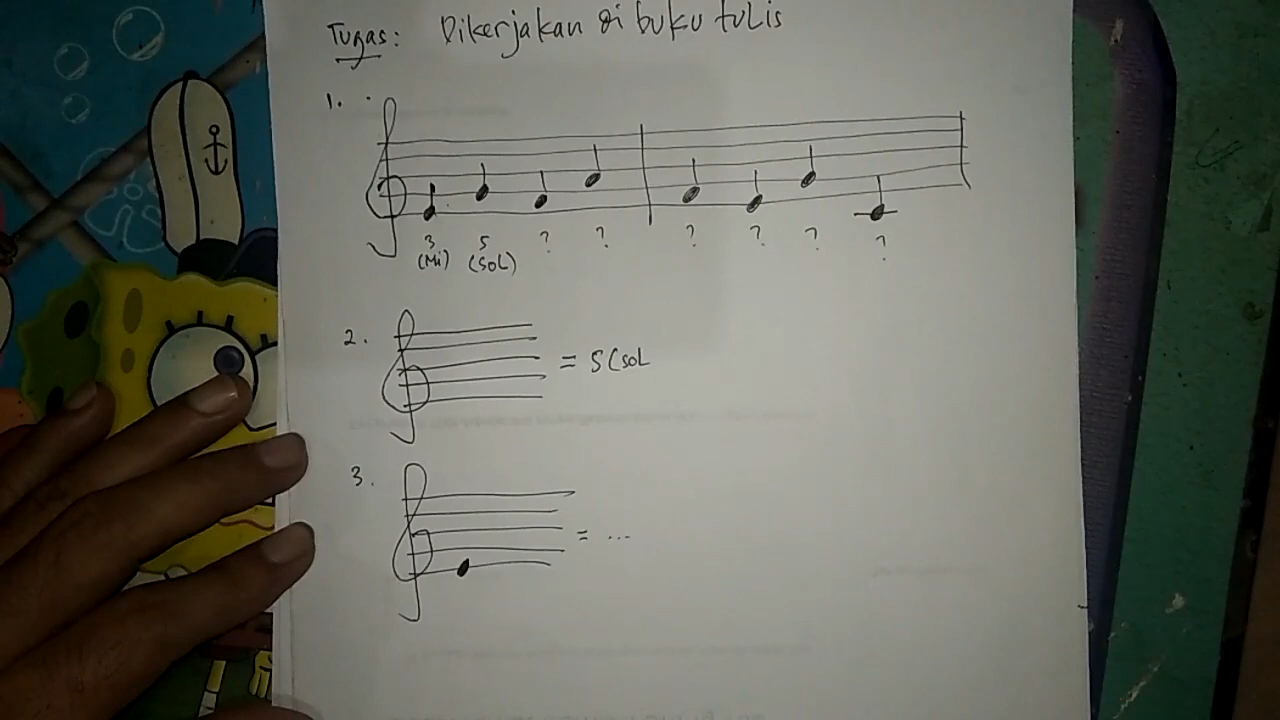 Tugas: Dikerjakan di buku tulis
1.
3 5 ? ? ? ? ? ?
(Mi) (SOL)
2. = 5 (sol
3. = ...